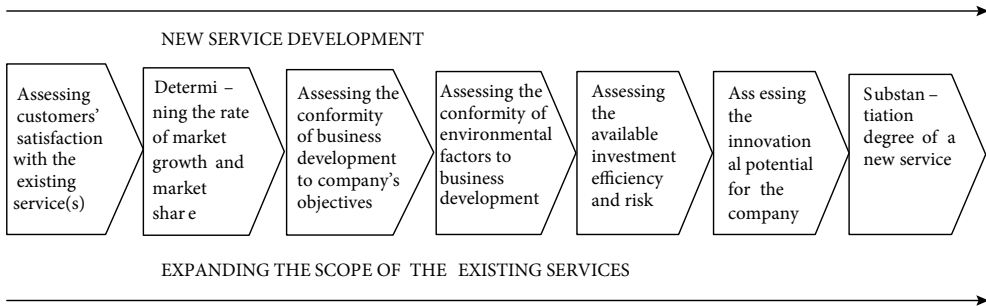 NEW SERVICE DEVELOPMENT
Assessing
customers’
satisfaction
with the
existing
service(s)
Determi –
ning the rate
of market
growth and
market
shar e
Assessing the
conformity
of business
development
to company’s
objectives
Assessing the
conformity of
environmental
factors to
business
development
Assessing
the
available
investment
efficiency
and risk
Ass essing
the
innovation
al potential
for the
company
Substan –
tiation
degree of a
new service
EXPANDING THE SCOPE OF THE EXISTING SERVICES